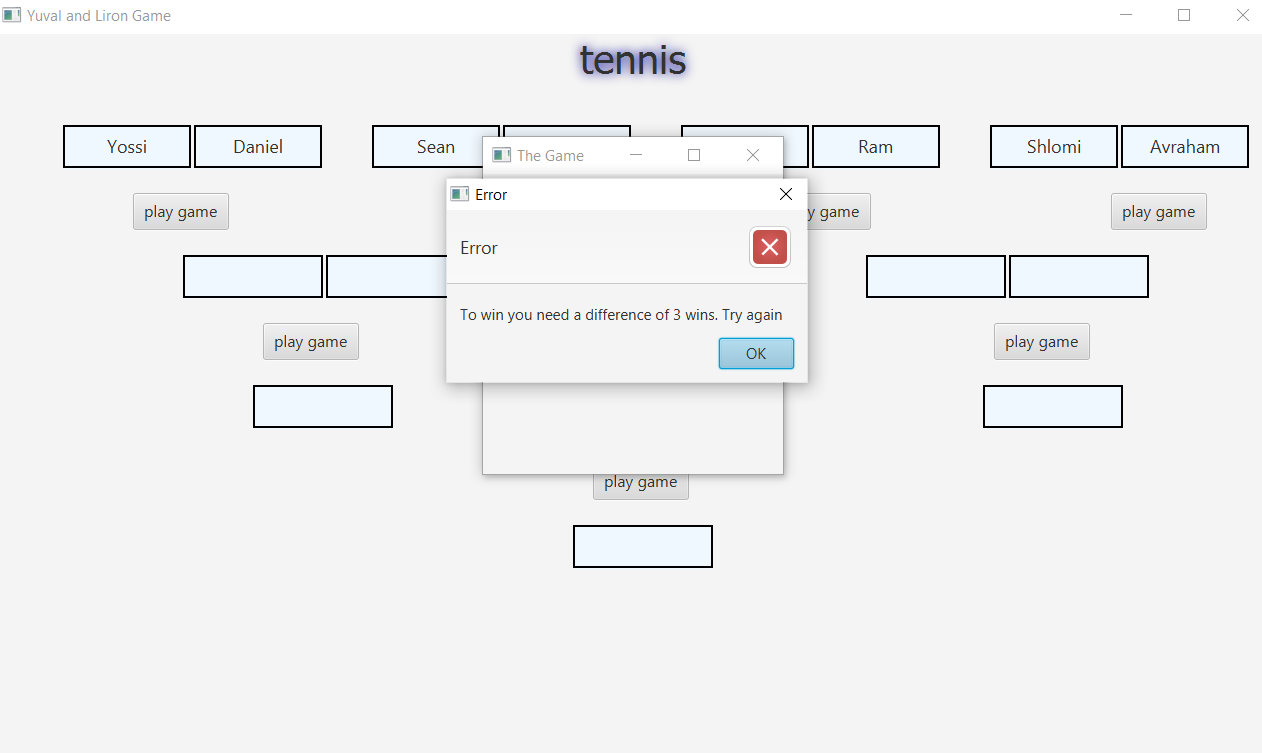 Yuval and Liron Game
tennis
Yossi Daniel Sean Ram Shlomi Avraham
The Game
Error
play game y game play game
Error
To win you need a difference of 3 wins. Try again
play game play game
OK
play game